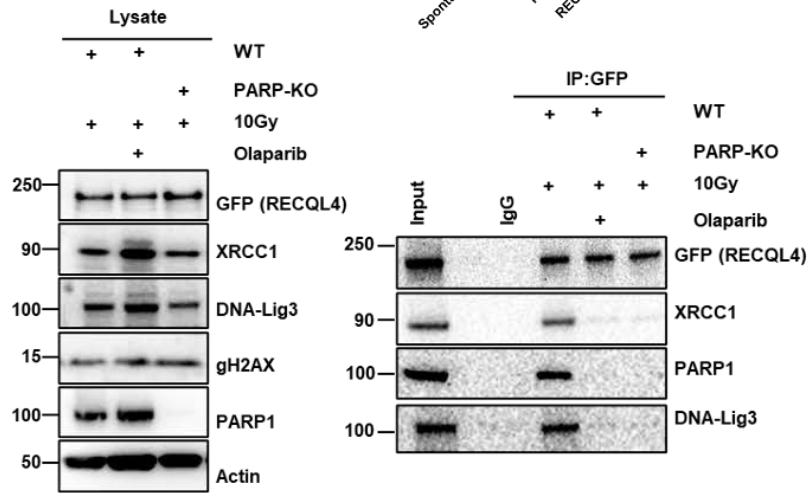 Lysate
+ + WT
+ PARP-KO
+ + + 10Gy
+ Olaparib
250 GFP (RECQL4)
90 XRCC1
100 DNA-Lig3
15 gH2AX
100 PARP1
50 Actin
IP:GFP
+ + WT
+ PARP-KO
+ + + 10Gy
+ Olaparib
Input
IgG
250 GFP (RECQL4)
90 XRCC1
100 PARP1
100 DNA-Lig3